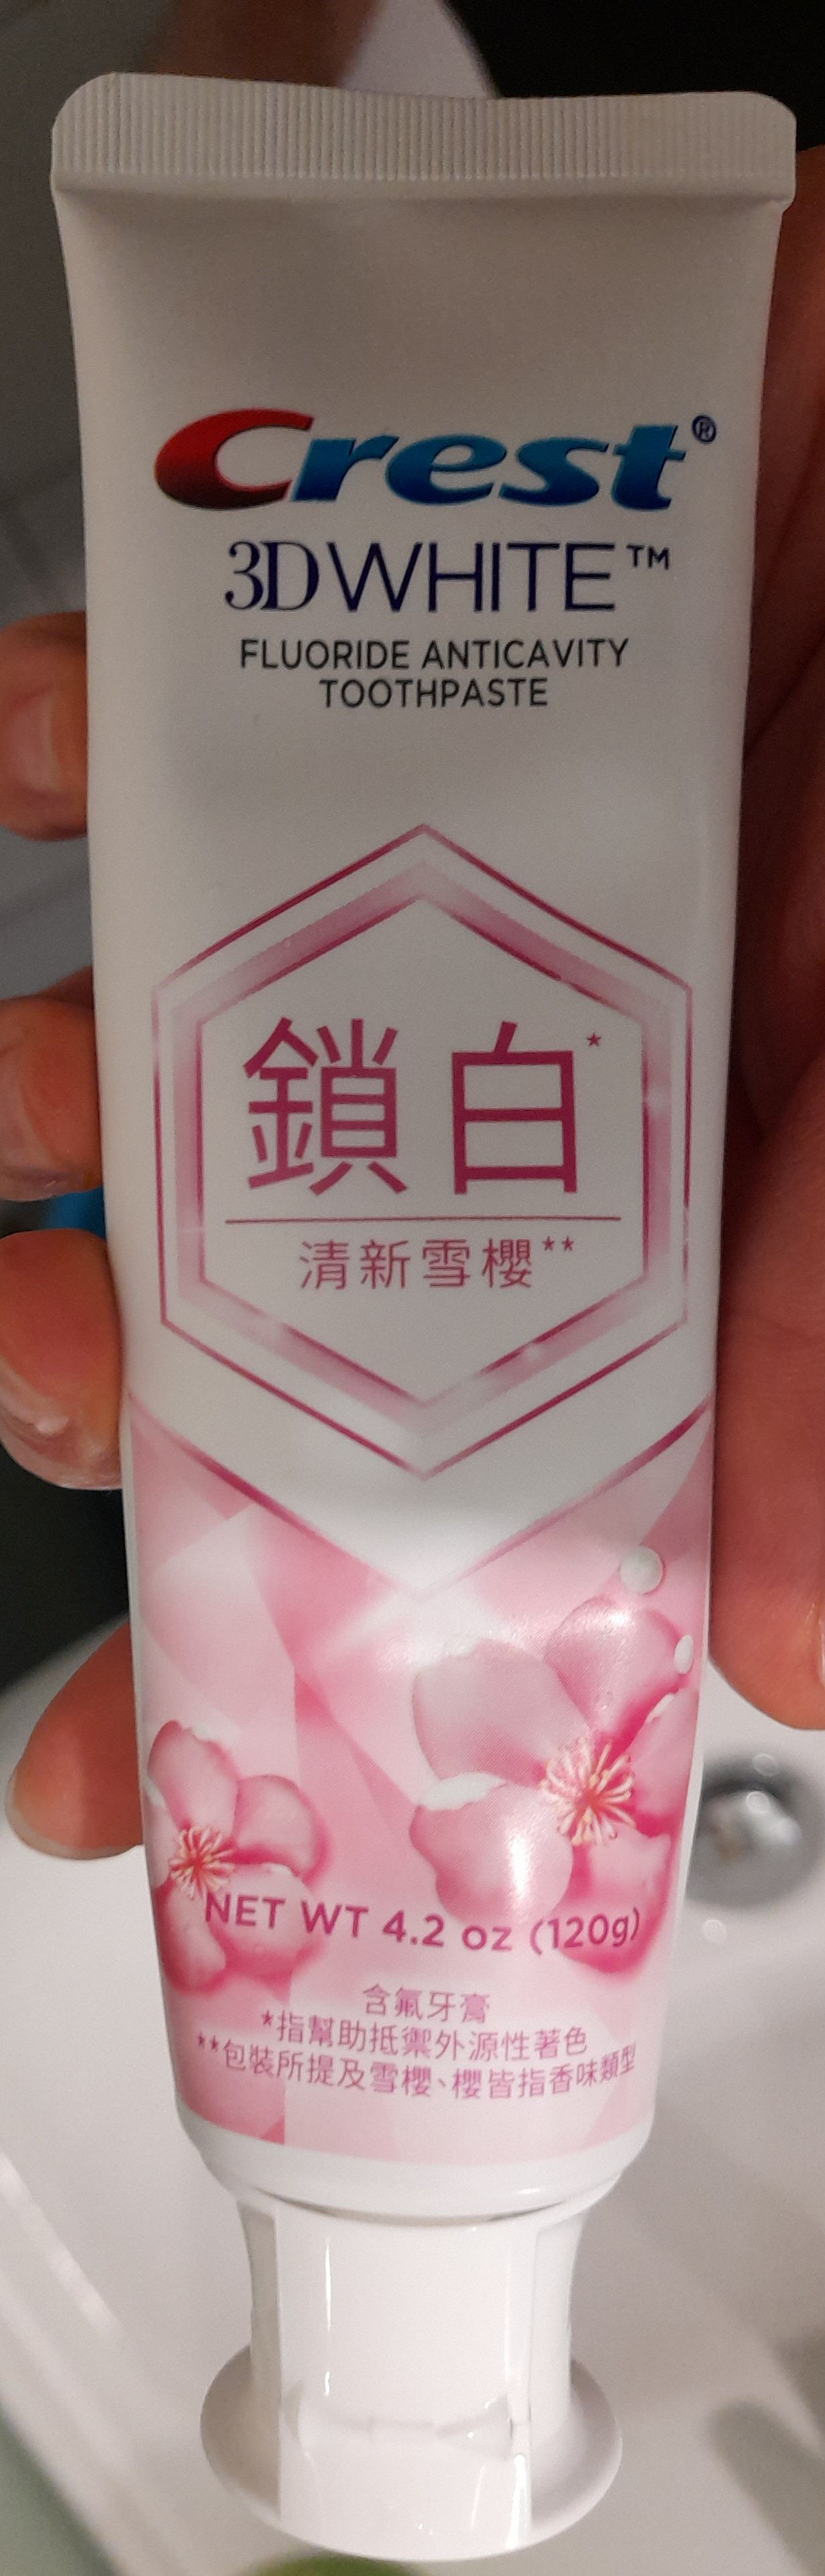 Crest®
3D WHITE™
FLUORIDE ANTICAVITY
TOOTHPASTE
鎖白*
清新雪櫻**
NET WT 4.2 oz (120g)
含氟牙膏
*指幫助抵禦外源性著色
**包裝所提及雪櫻、櫻皆指香味類型